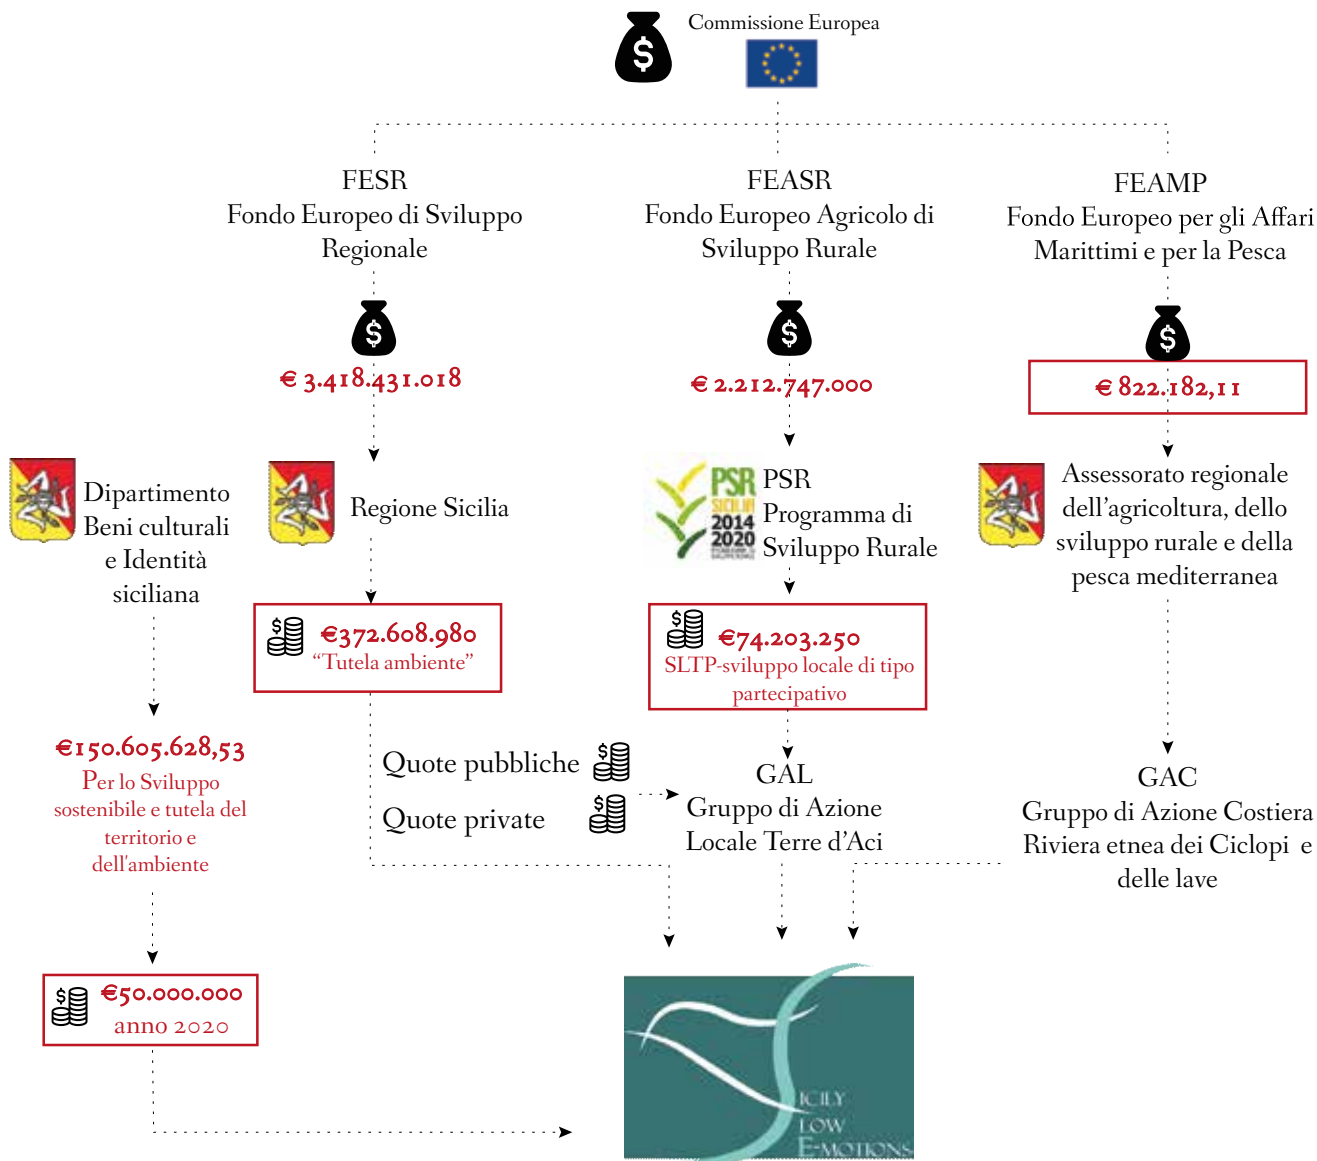 Commissione Europea
FESR
Fondo Europeo di Sviluppo
Regionale
€ 3.418.431.018
Regione Sicilia
€372.608.980
“Tutela ambiente”
FEASR
Fondo Europeo Agricolo di
Sviluppo Rurale
€ 2.212.747.000
PSR
SICILIA
2014
2020
PSR
Programma di
Sviluppo Rurale
€74.203.250
SLTP-sviluppo locale di tipo
partecipativo
FEAMP
Fondo Europeo per gli Affari
Marittimi e per la Pesca
€ 822.182,11
Assessorato regionale
dell’agricoltura, dello
sviluppo rurale e della
pesca mediterranea
Dipartimento
Beni culturali
e Identità
siciliana
€150.605.628,53
Per lo Sviluppo
sostenibile e tutela del
territorio e
dell'ambiente
€50.000.000
anno 2020
Quote pubbliche
Quote private
GAL
Gruppo di Azione
Locale Terre d’Aci
GAC
Gruppo di Azione Costiera
Riviera etnea dei Ciclopi e
delle lave
SICILY
LOW
E-MOTIONS